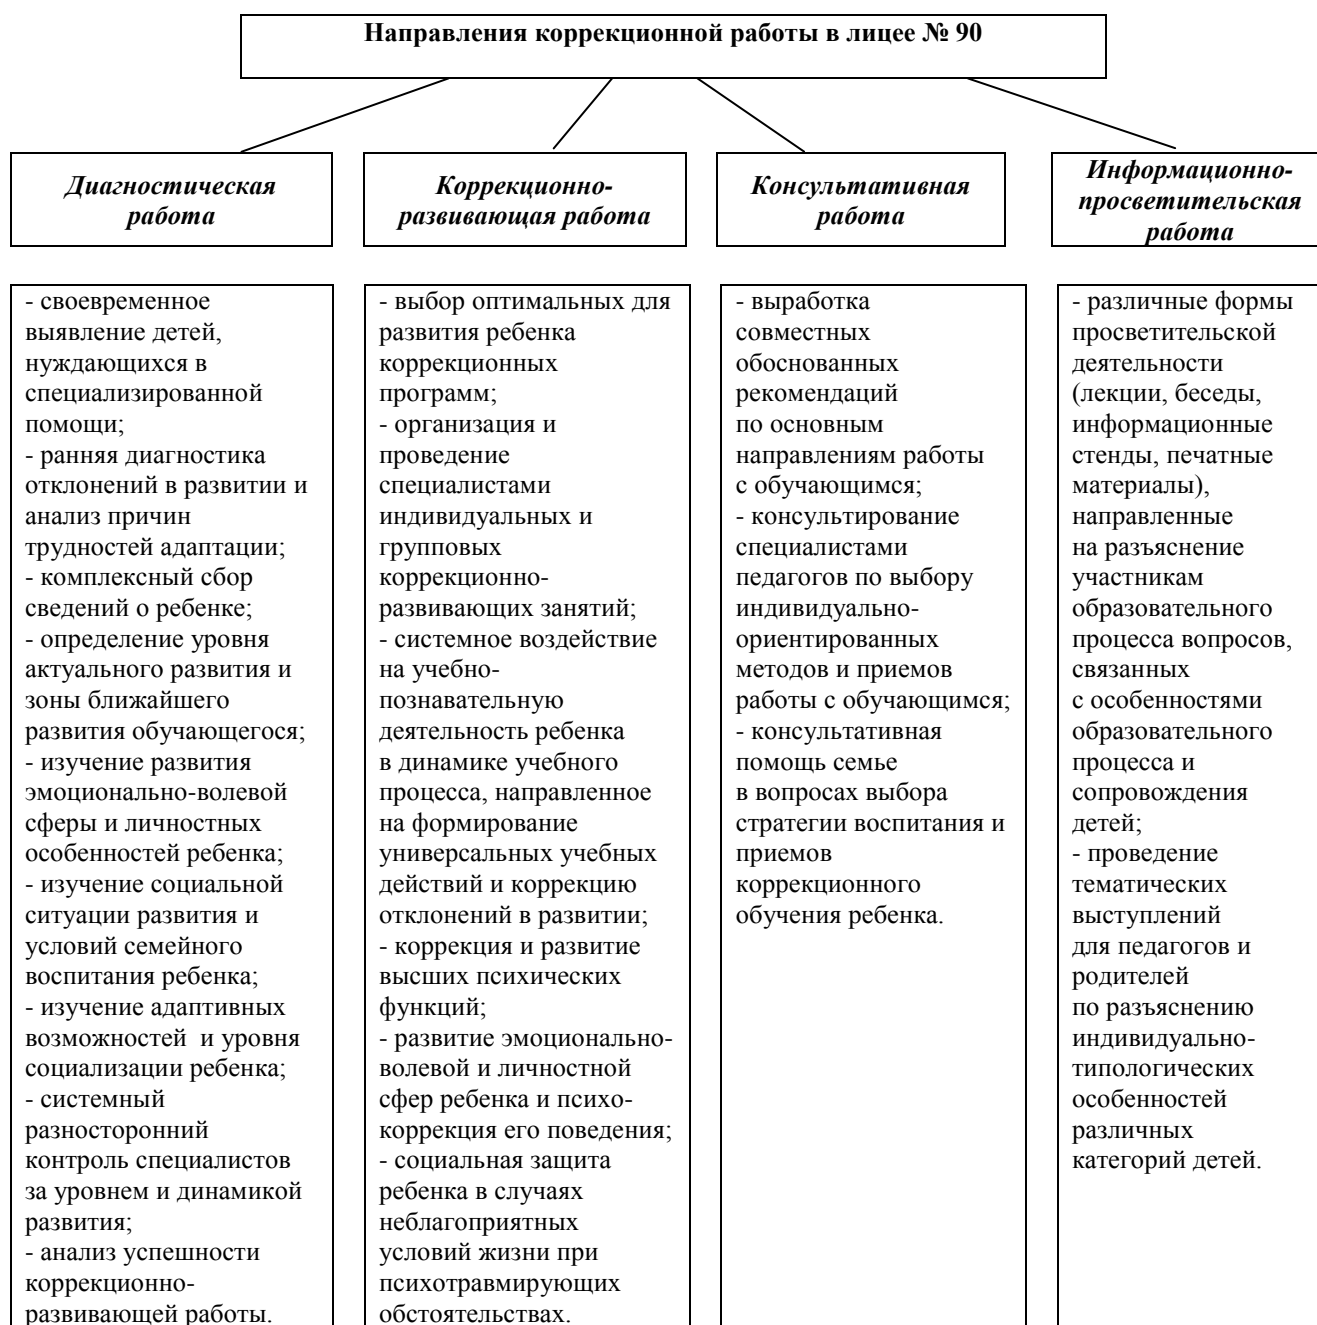 Направления коррекционной работы в лицее № 90
Диагностическая
работа
Коррекционно-
развивающая работа
Консультативная
работа
Информационно-
просветительская
работа
- своевременное
выявление детей,
нуждающихся в
специализированной
помощи;
- ранняя диагностика
отклонений в развитии и
анализ причин
трудностей адаптации;
- комплексный сбор
сведений о ребенке;
- определение уровня
актуального развития и
зоны ближайшего
развития обучающегося;
- изучение развития
эмоционально-волевой
сферы и личностных
особенностей ребенка;
- изучение социальной
ситуации развития и
условий семейного
воспитания ребенка;
- изучение адаптивных
возможностей и уровня
социализации ребенка;
- системный
разносторонний
контроль специалистов
за уровнем и динамикой
развития;
- анализ успешности
коррекционно-
развивающей работы.
- выбор оптимальных для
развития ребенка
коррекционных
программ;
- организация и
проведение
специалистами
индивидуальных и
групповых
коррекционно-
развивающих занятий;
- системное воздействие
на учебно-
познавательную
деятельность ребенка
в динамике учебного
процесса, направленное
на формирование
универсальных учебных
действий и коррекцию
отклонений в развитии;
- коррекция и развитие
высших психических
функций;
- развитие эмоционально-
волевой и личностной
сфер ребенка и психо-
коррекция его поведения;
- социальная защита
ребенка в случаях
неблагоприятных
условий жизни при
психотравмирующих
обстоятельствах.
- выработка
совместных
обоснованных
рекомендаций
по основным
направлениям работы
с обучающимся;
- консультирование
специалистами
педагогов по выбору
индивидуально-
ориентированных
методов и приемов
работы с обучающимся;
- консультативная
помощь семье
в вопросах выбора
стратегии воспитания и
приемов
коррекционного
обучения ребенка.
- различные формы
просветительской
деятельности
(лекции, беседы,
информационные
стенды, печатные
материалы),
направленные
на разъяснение
участникам
образовательного
процесса вопросов,
связанных
с особенностями
образовательного
процесса и
сопровождения
детей;
- проведение
тематических
выступлений
для педагогов и
родителей
по разъяснению
индивидуально-
типологических
особенностей
различных
категорий детей.